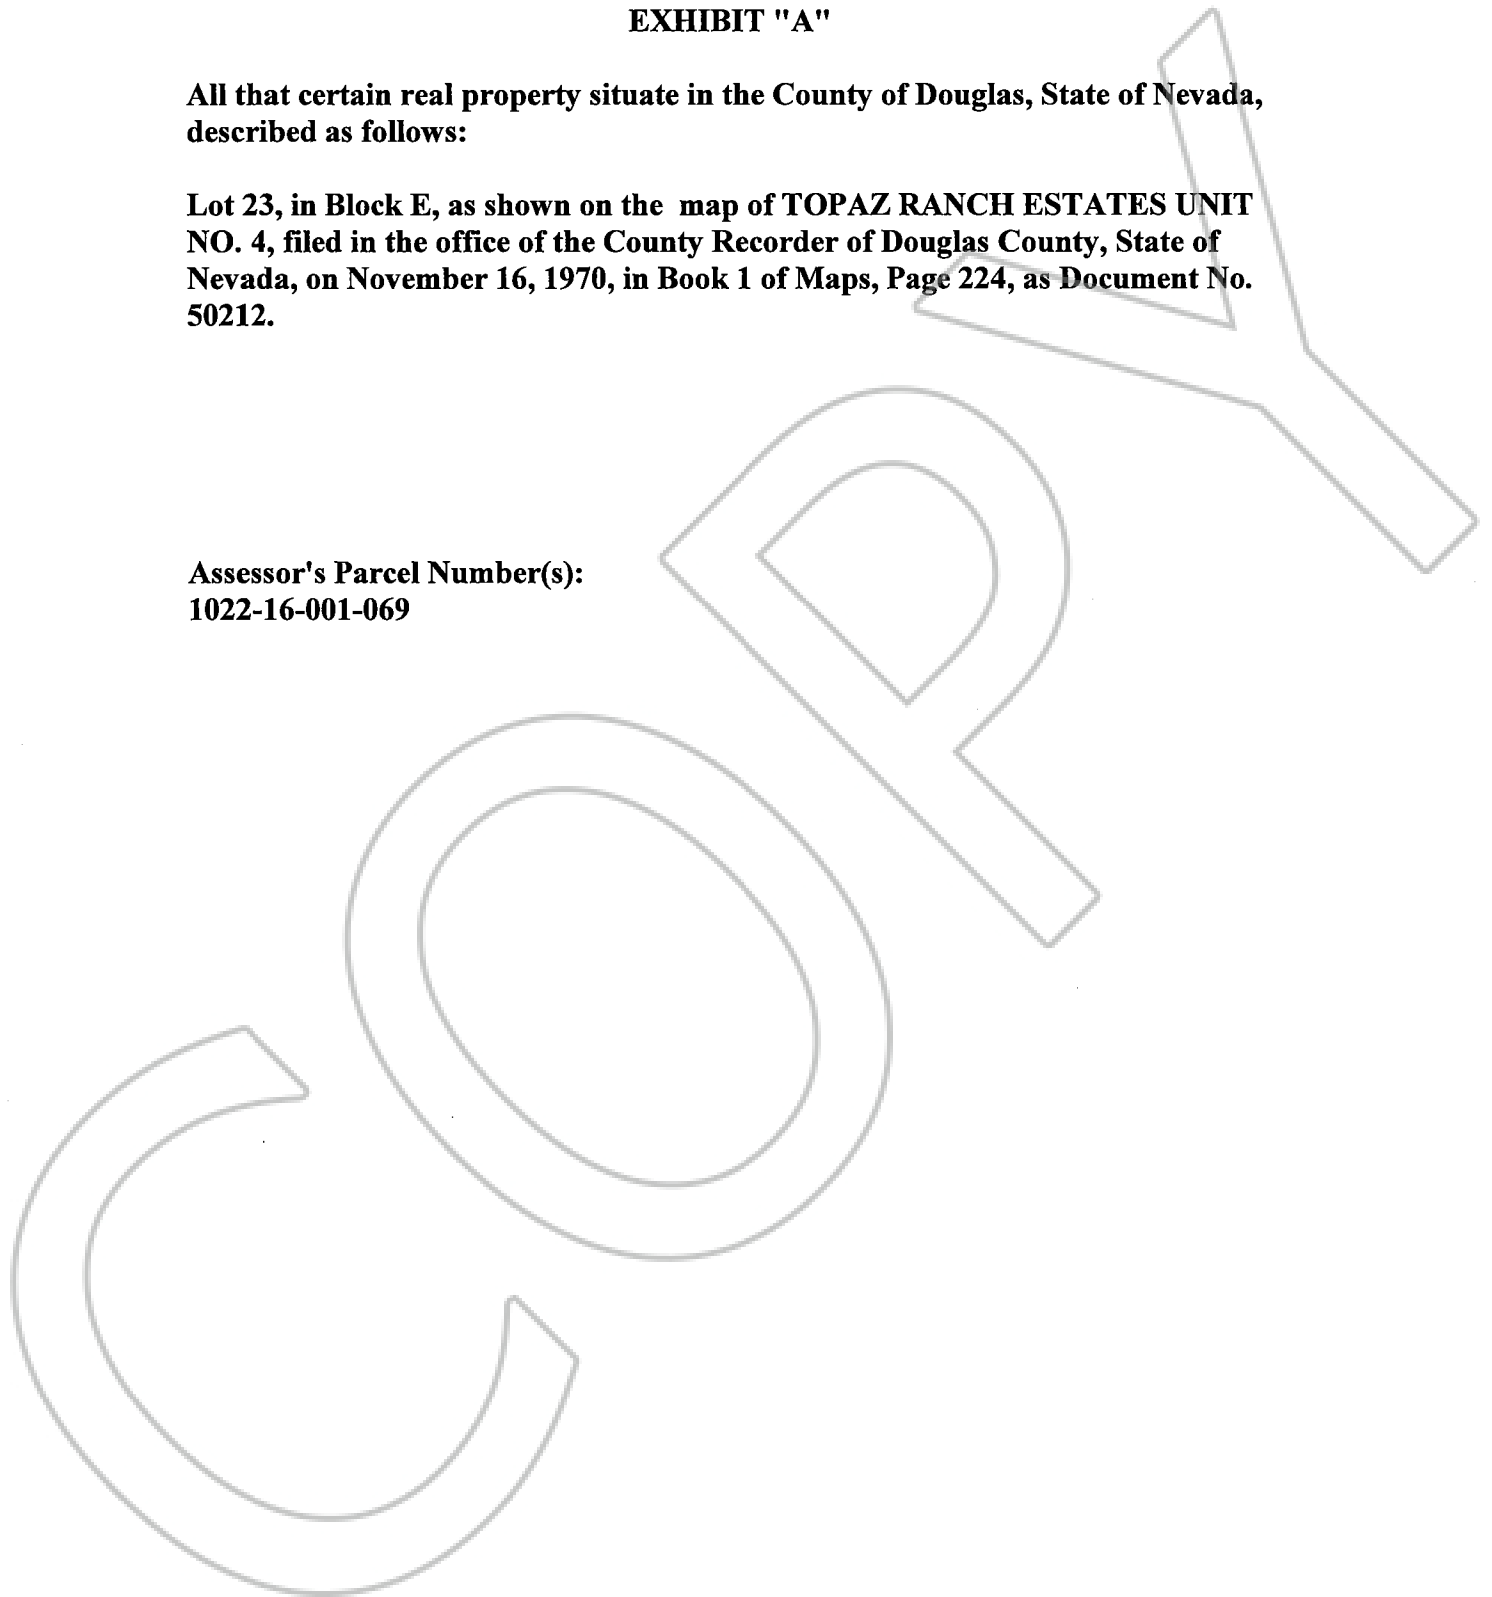 EXHIBIT "A"
All that certain real property situate in the County of Douglas, State of Nevada,
described as follows:
Lot 23, in Block E, as shown on the map of TOPAZ RANCH ESTATES UNIT
NO. 4, filed in the office of the County Recorder of Douglas County, State of
Nevada, on November 16, 1970, in Book 1 of Maps, Page 224, as Document No.
50212.
Assessor's Parcel Number(s):
1022-16-001-069
COPY